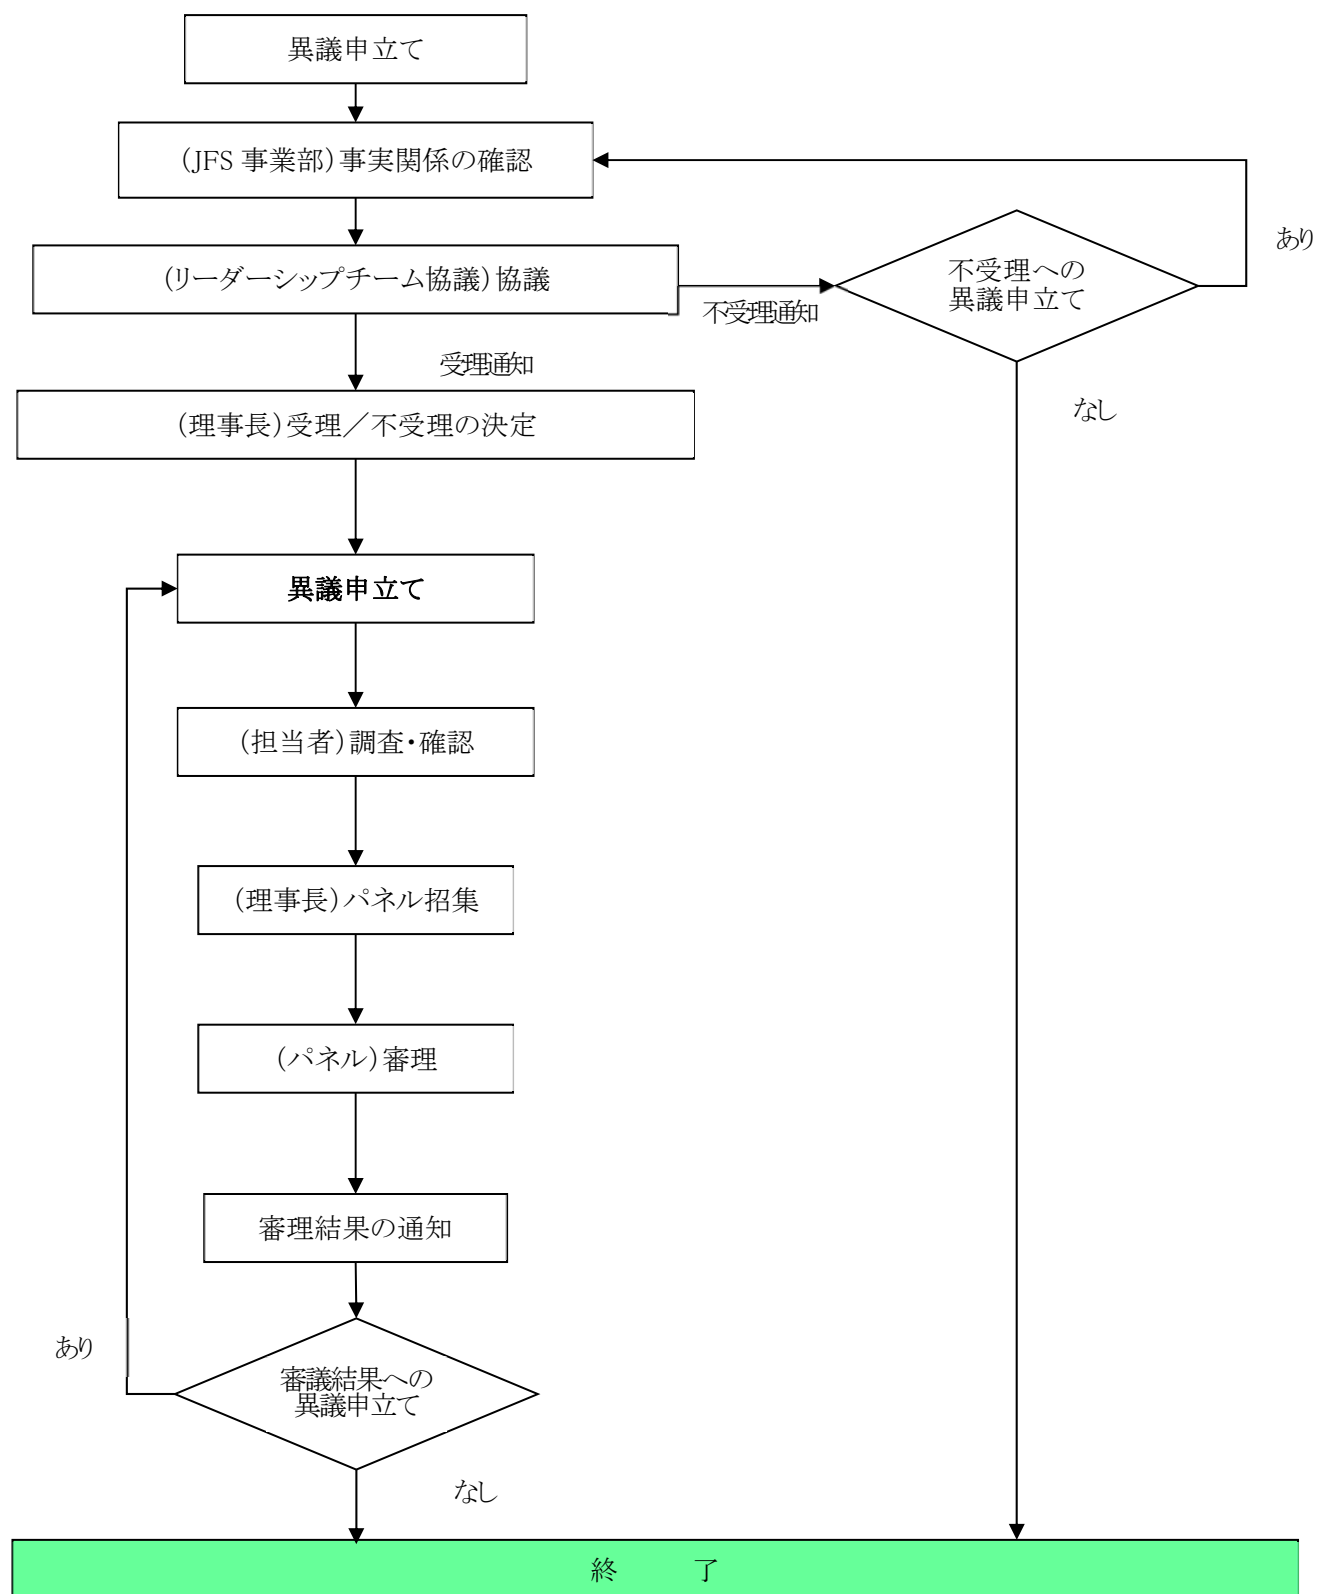 異議申立て
(JFS 事業部)事実関係の確認
あり
(リーダーシップチーム協議)協議
不受理への
異議申立て
不受理通知
受理通知
なし
(理事長)受理／不受理の決定
異議申立て
(担当者)調査・確認
(理事長)パネル招集
(パネル)審理
審理結果の通知
あり
審議結果への
異議申立て
なし
終　　了